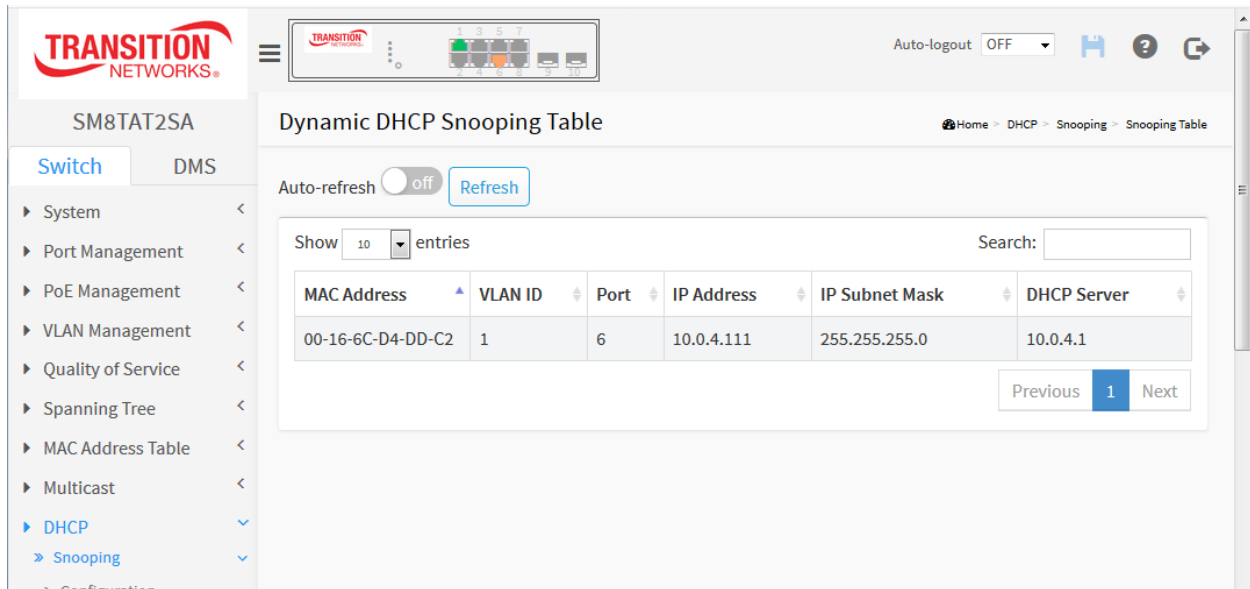 TRANSITION
NETWORKS®
TRANSITION
NETWORKS.
1 3 5 7
2 4 6 8 9 10
Auto-logout OFF
SM8TAT2SA
Switch DMS
System
Port Management
PoE Management
VLAN Management
Quality of Service
Spanning Tree
MAC Address Table
Multicast
DHCP
Snooping
Configuration
Dynamic DHCP Snooping Table
Home > DHCP > Snooping > Snooping Table
Auto-refresh off Refresh
Show 10 entries Search:
MAC Address VLAN ID Port IP Address IP Subnet Mask DHCP Server
00-16-6C-D4-DD-C2 1 6 10.0.4.111 255.255.255.0 10.0.4.1
Previous 1 Next